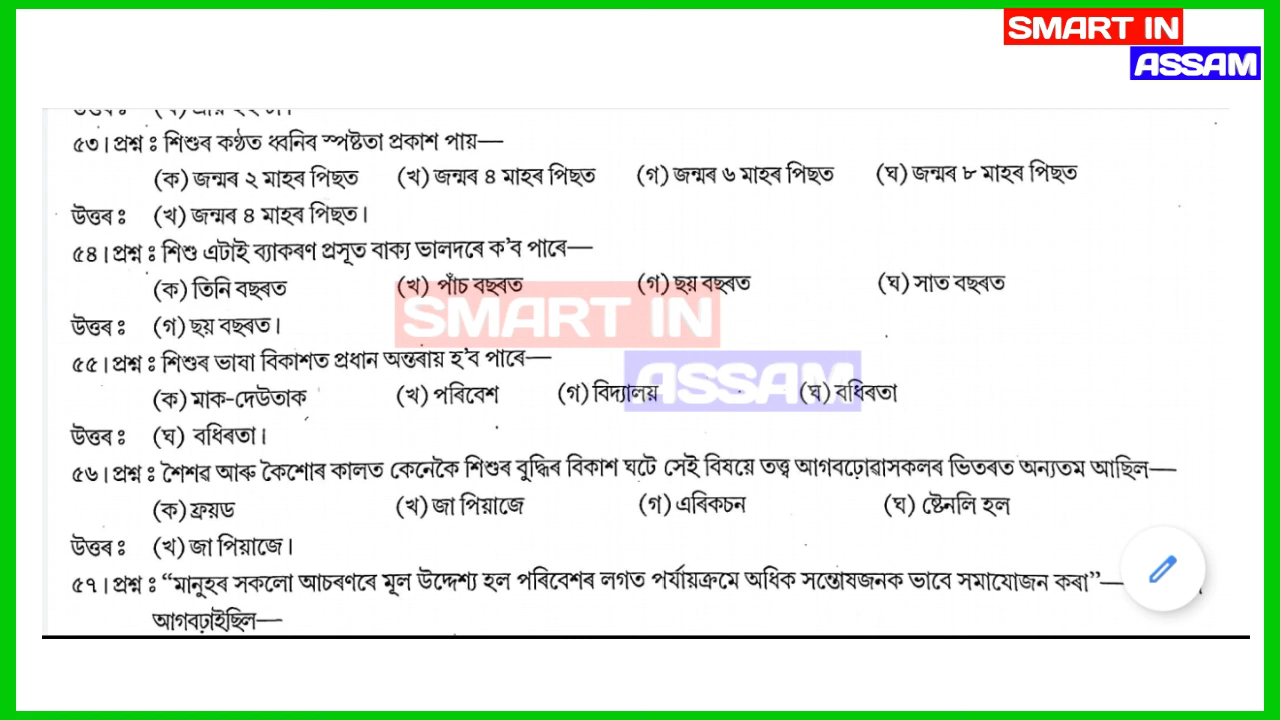 SMART IN
ASSAM
৫৩। প্ৰশ্ন ঃ শিশুৰ কণ্ঠত ধ্বনিৰ স্পষ্টতা প্ৰকাশ পায়—
(ক) জন্মৰ ২ মাহৰ পিছত (খ) জন্মৰ ৪ মাহৰ পিছত (গ) জন্মৰ ৬ মাহৰ পিছত (ঘ) জন্মৰ ৮ মাহৰ পিছত
উত্তৰ ঃ (খ) জন্মৰ ৪ মাহৰ পিছত।
৫৪। প্ৰশ্ন ঃ শিশু এটাই ব্যাকৰণ প্ৰসূত বাক্য ভালদৰে ক'ব পাৰে—
(ক) তিনি বছৰত (খ) পাঁচ বছৰত (গ) ছয় বছৰত (ঘ) সাত বছৰত
SMART IN
উত্তৰ ঃ (গ) ছয় বছৰত।
৫৫। প্ৰশ্ন ঃ শিশুৰ ভাষা বিকাশত প্ৰধান অন্তৰায় হ'ব পাৰে—
ASSAM
(ক) মাক-দেউতাক (খ) পৰিবেশ (গ) বিদ্যালয় (ঘ) বধিৰতা
উত্তৰ ঃ (ঘ) বধিৰতা।
৫৬। প্ৰশ্ন ঃ শৈশৱ আৰু কৈশোৰ কালত কেনেকৈ শিশুৰ বুদ্ধিৰ বিকাশ ঘটে সেই বিষয়ে তত্ত্ব আগবঢ়োৱাসকলৰ ভিতৰত অন্যতম আছিল—
(ক) ফ্ৰয়ড (খ) জা পিয়াজে (গ) এৰিকচন (ঘ) ষ্টেনলি হল
উত্তৰ ঃ (খ) জা পিয়াজে।
৫৭। প্ৰশ্ন ঃ “মানুহৰ সকলো আচৰণৰে মূল উদ্দেশ্য হল পৰিবেশৰ লগত পৰ্যায়ক্ৰমে অধিক সন্তোষজনক ভাবে সমাযোজন কৰা”—
আগবঢ়াইছিল—